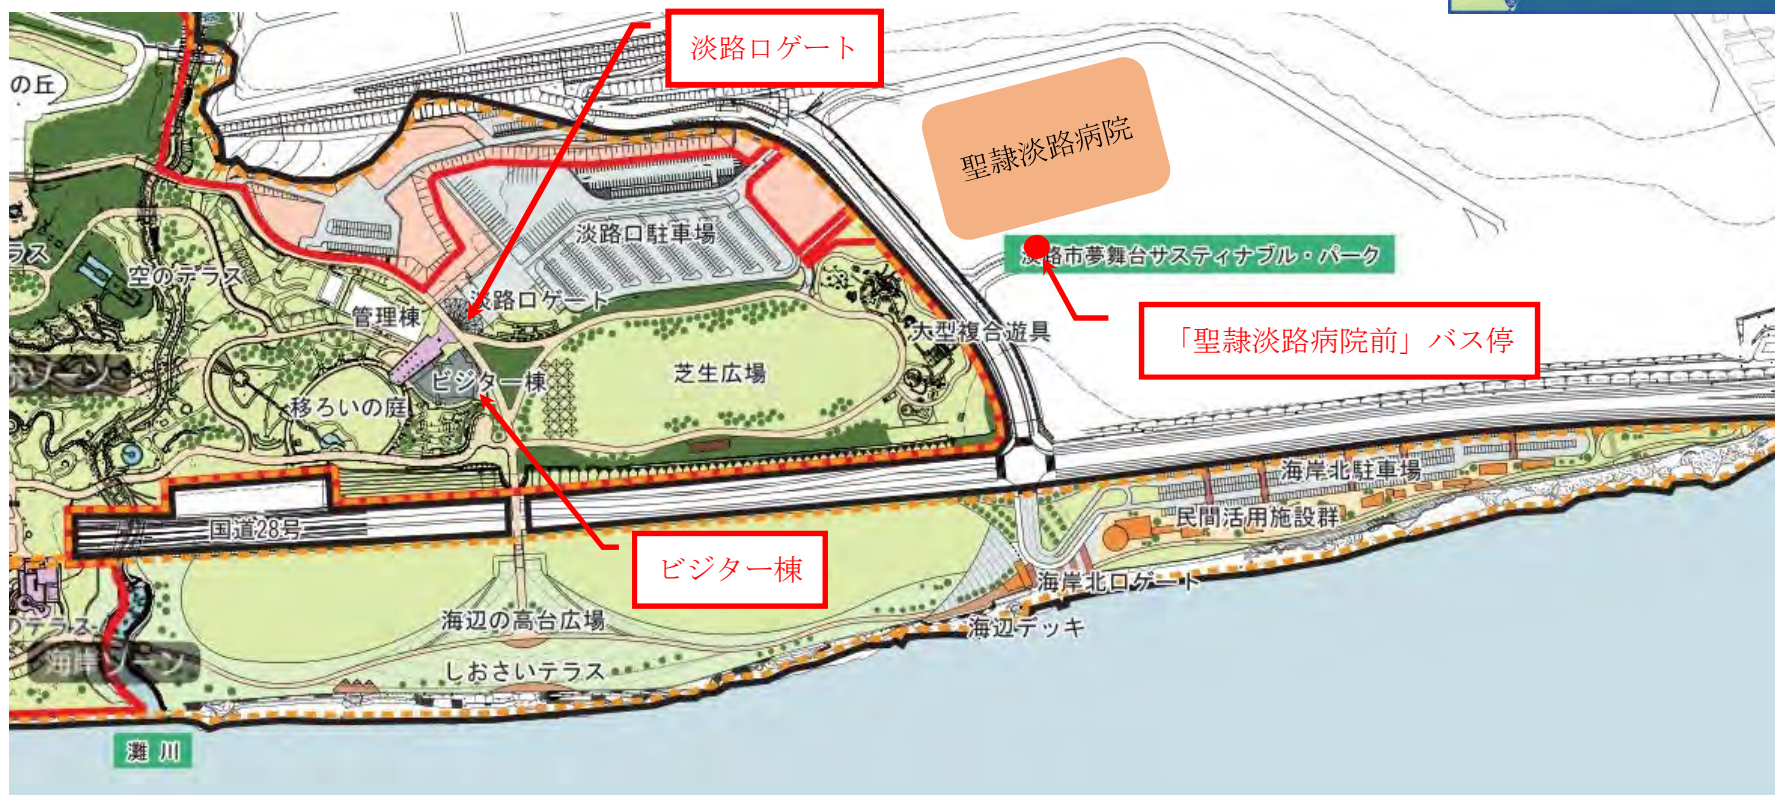 淡路口ゲート
の丘
聖隷淡路病院
淡路口駐車場
淡路市夢舞台サスティナブル・パーク
ラス
空のテラス
淡路口ゲート
管理棟
大型複合遊具
「聖隷淡路病院前」バス停
ゾーン
ビジター棟
芝生広場
移ろいの庭
海岸北駐車場
国道28号
民間活用施設群
ビジター棟
海岸北口ゲート
海辺の高台広場
のテラス
海辺デッキ
海岸ゾーン
しおさいテラス
灘川